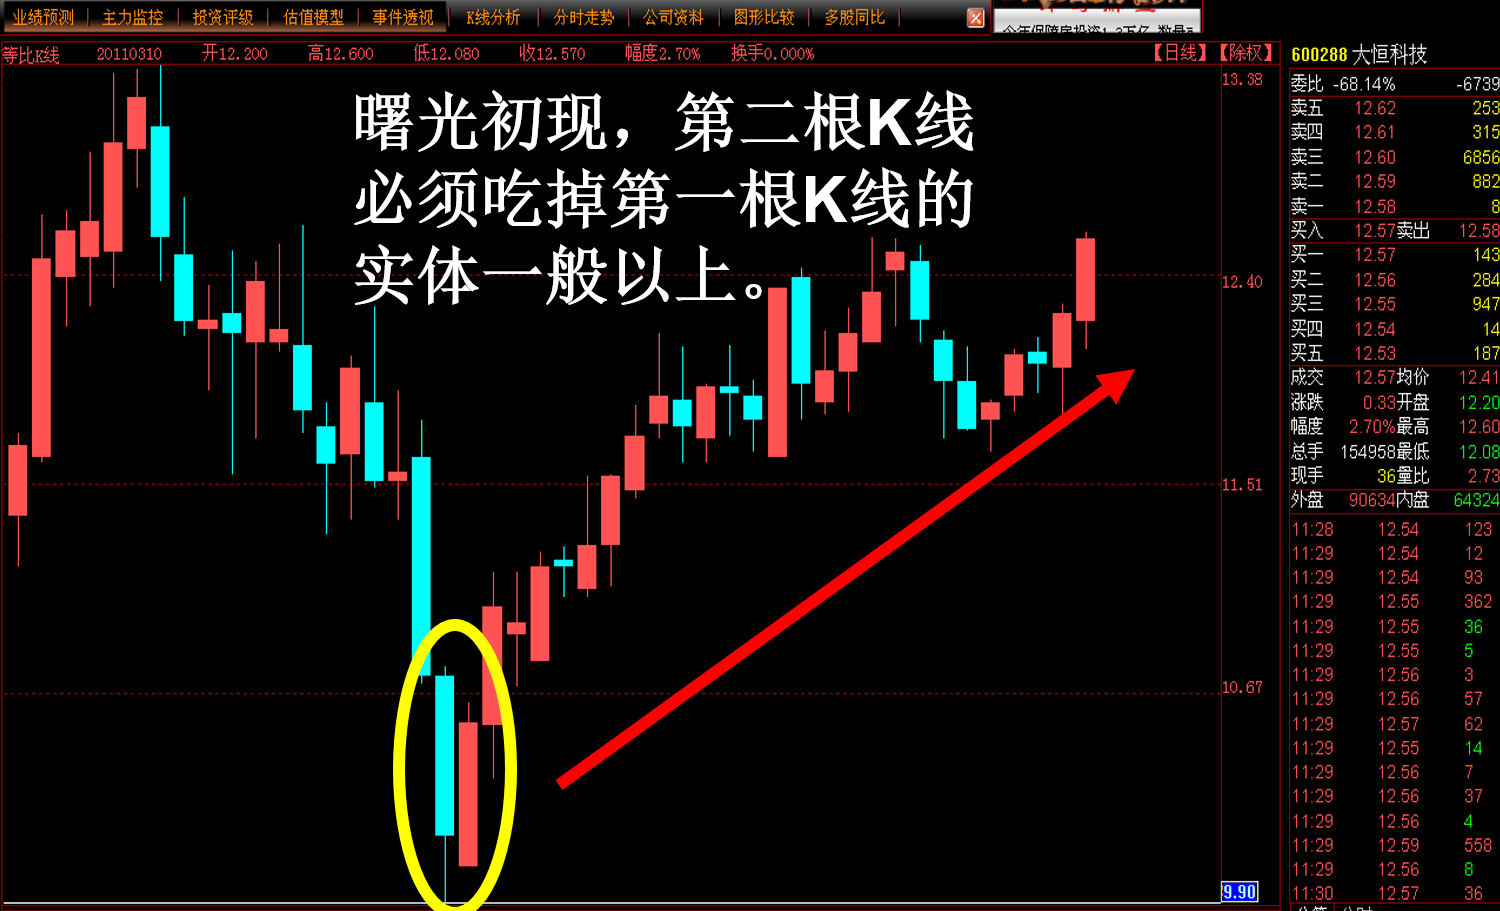 业绩预测 主力监控 投资评级 估值模型 事件透视 K线分析 分时走势 公司资料 图形比较 多股同比
等比K线 20110310 开12.200 高12.600 低12.080 收12.570 幅度2.70% 换手0.000% 【日线】【除权】
13.38
曙光初现，第二根K线
必须吃掉第一根K线的
实体一般以上。
12.40
11.51
10.67
9.90
600288 大恒科技
委比 -68.14% -6739
卖五 12.62 253
卖四 12.61 315
卖三 12.60 6856
卖二 12.59 882
卖一 12.58 8
买入 12.57 卖出 12.58
买一 12.57 143
买二 12.56 284
买三 12.55 947
买四 12.54 14
买五 12.53 187
成交 12.57 均价 12.41
涨跌 0.33 开盘 12.20
幅度 2.70% 最高 12.60
总手 154958 最低 12.08
现手 36 量比 2.73
外盘 90634 内盘 64324
11:28 12.54 123
11:29 12.54 12
11:29 12.54 93
11:29 12.55 362
11:29 12.55 36
11:29 12.55 5
11:29 12.56 3
11:29 12.56 57
11:29 12.57 62
11:29 12.55 14
11:29 12.56 7
11:29 12.56 37
11:29 12.56 4
11:29 12.59 558
11:29 12.56 8
11:30 12.57 36